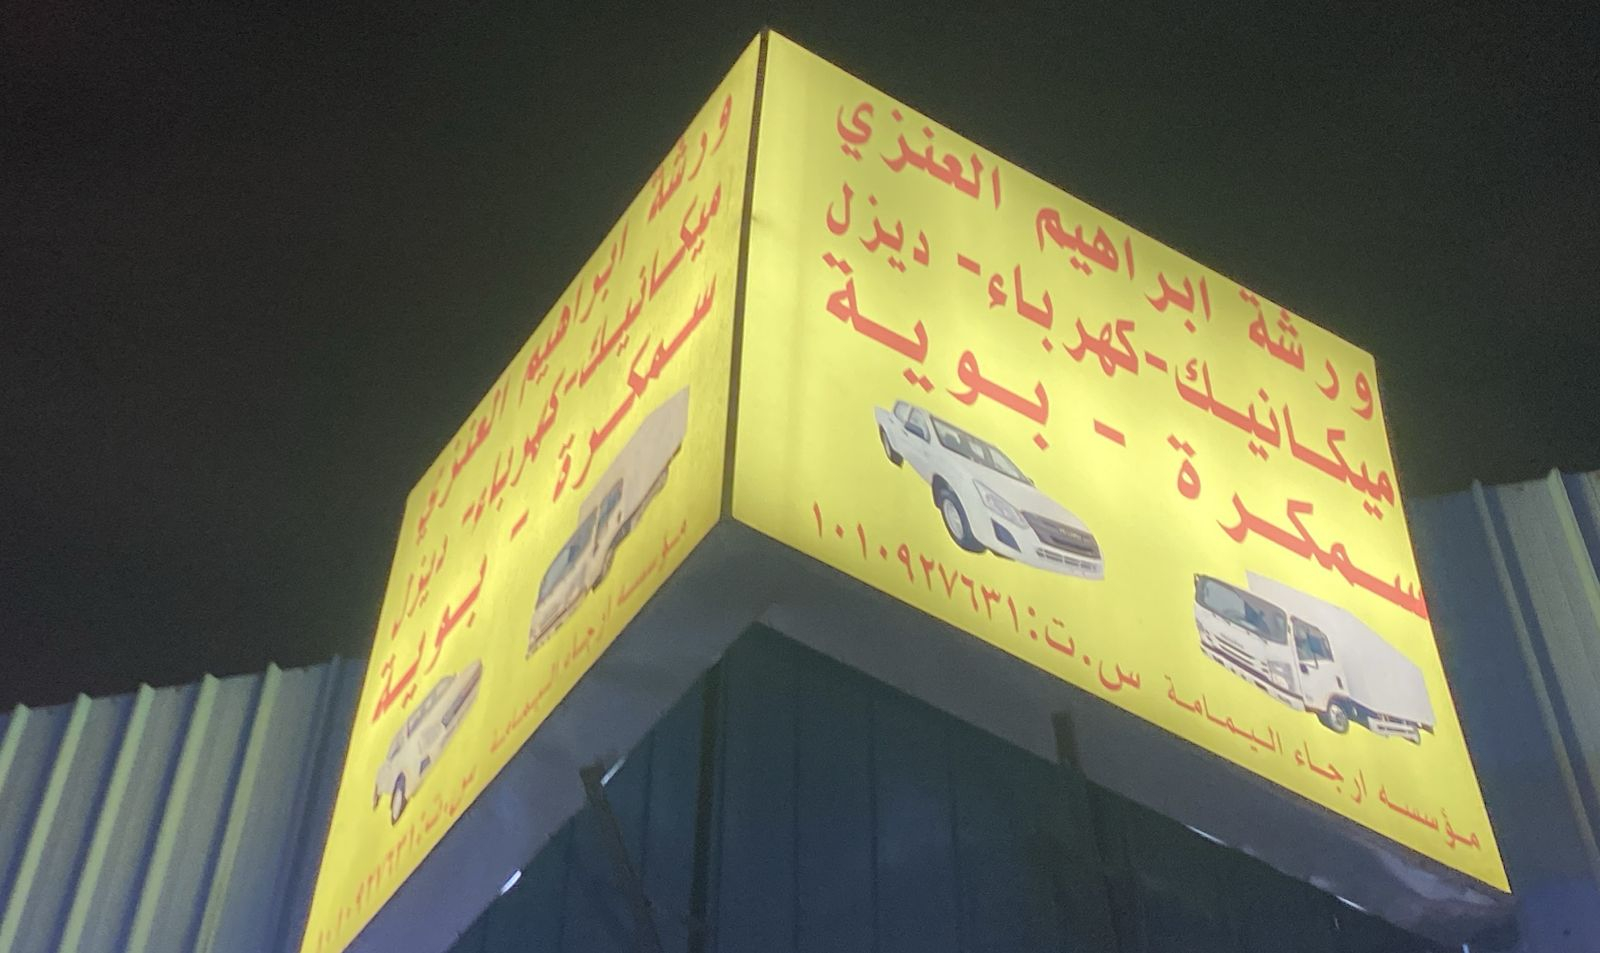 ورشة ابراهيم العنزي
ميكانيك-كهرباء- ديزل
سمكرة - بوية
مؤسسه ارجاء اليمامة س.ت:١٠١٠٩٢٧٦٣١
ورشة ابراهيم العنزي
ميكانيك-كهرباء- ديزل
سمكرة - بوية
مؤسسه ارجاء اليمامة س.ت:١٠١٠٩٢٧٦٣١